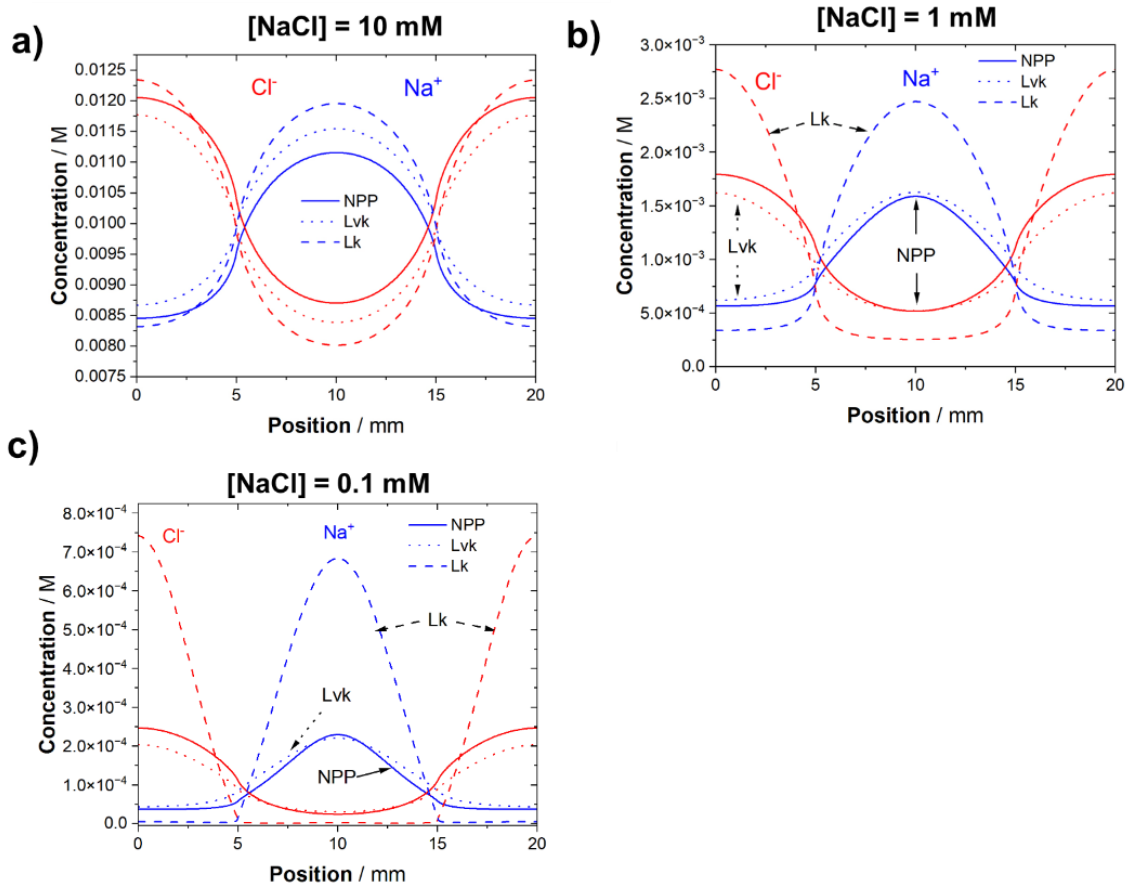 a)
[NaCl] = 10 mM
Concentration / M
0.0125
0.0120
0.0115
0.0110
0.0105
0.0100
0.0095
0.0090
0.0085
0.0080
0.0075
Cl⁻
Na⁺
NPP
Lvk
Lk
0 5 10 15 20
Position / mm
b)
[NaCl] = 1 mM
Concentration / M
3.0×10⁻³
2.5×10⁻³
2.0×10⁻³
1.5×10⁻³
1.0×10⁻³
5.0×10⁻⁴
0.0
Cl⁻
Na⁺
NPP
Lvk
Lk
Lk
Lvk
NPP
0 5 10 15 20
Position / mm
c)
[NaCl] = 0.1 mM
Concentration / M
8.0×10⁻⁴
7.0×10⁻⁴
6.0×10⁻⁴
5.0×10⁻⁴
4.0×10⁻⁴
3.0×10⁻⁴
2.0×10⁻⁴
1.0×10⁻⁴
0.0
Cl⁻
Na⁺
NPP
Lvk
Lk
Lk
Lvk
NPP
0 5 10 15 20
Position / mm